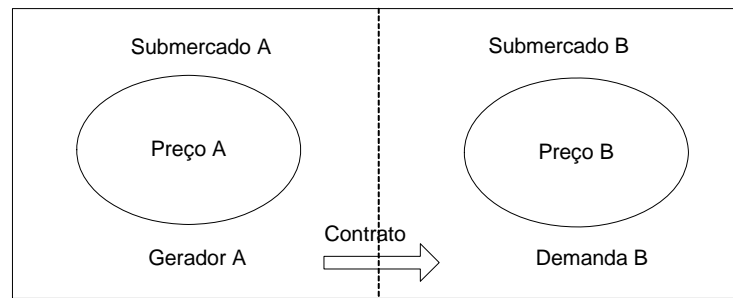 Submercado A
Submercado B
Preço A
Preço B
Contrato
Gerador A
Demanda B